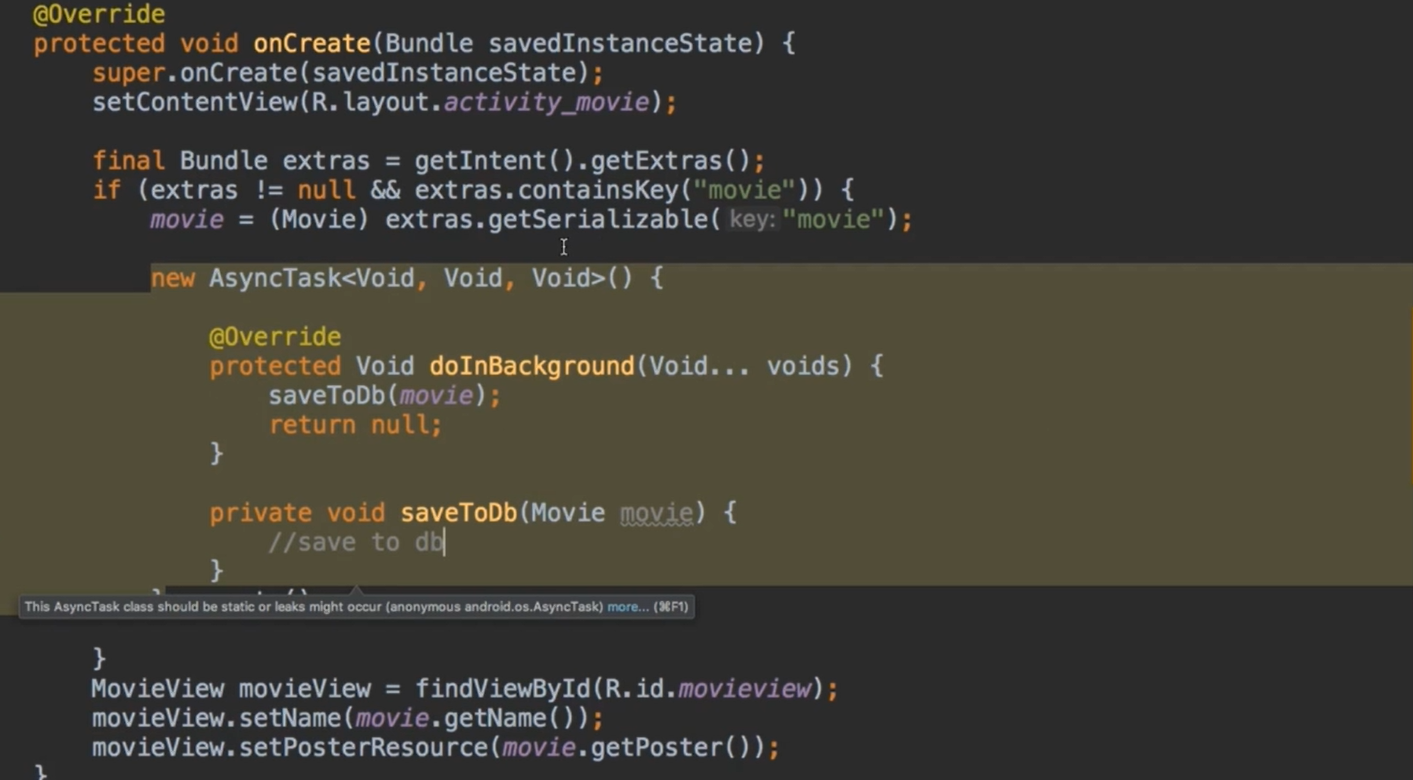 @Override
protected void onCreate(Bundle savedInstanceState) {
super.onCreate(savedInstanceState);
setContentView(R.layout.activity_movie);
final Bundle extras = getIntent().getExtras();
if (extras != null && extras.containsKey("movie")) {
movie = (Movie) extras.getSerializable( key: "movie");
new AsyncTask<Void, Void, Void>() {
@Override
protected Void doInBackground(Void... voids) {
saveToDb(movie);
return null;
}
private void saveToDb(Movie movie) {
//save to db
}
This AsyncTask class should be static or leaks might occur (anonymous android.os.AsyncTask) more... (⌘F1)
}
MovieView movieView = findViewById(R.id.movieview);
movieView.setName(movie.getName());
movieView.setPosterResource(movie.getPoster());
}